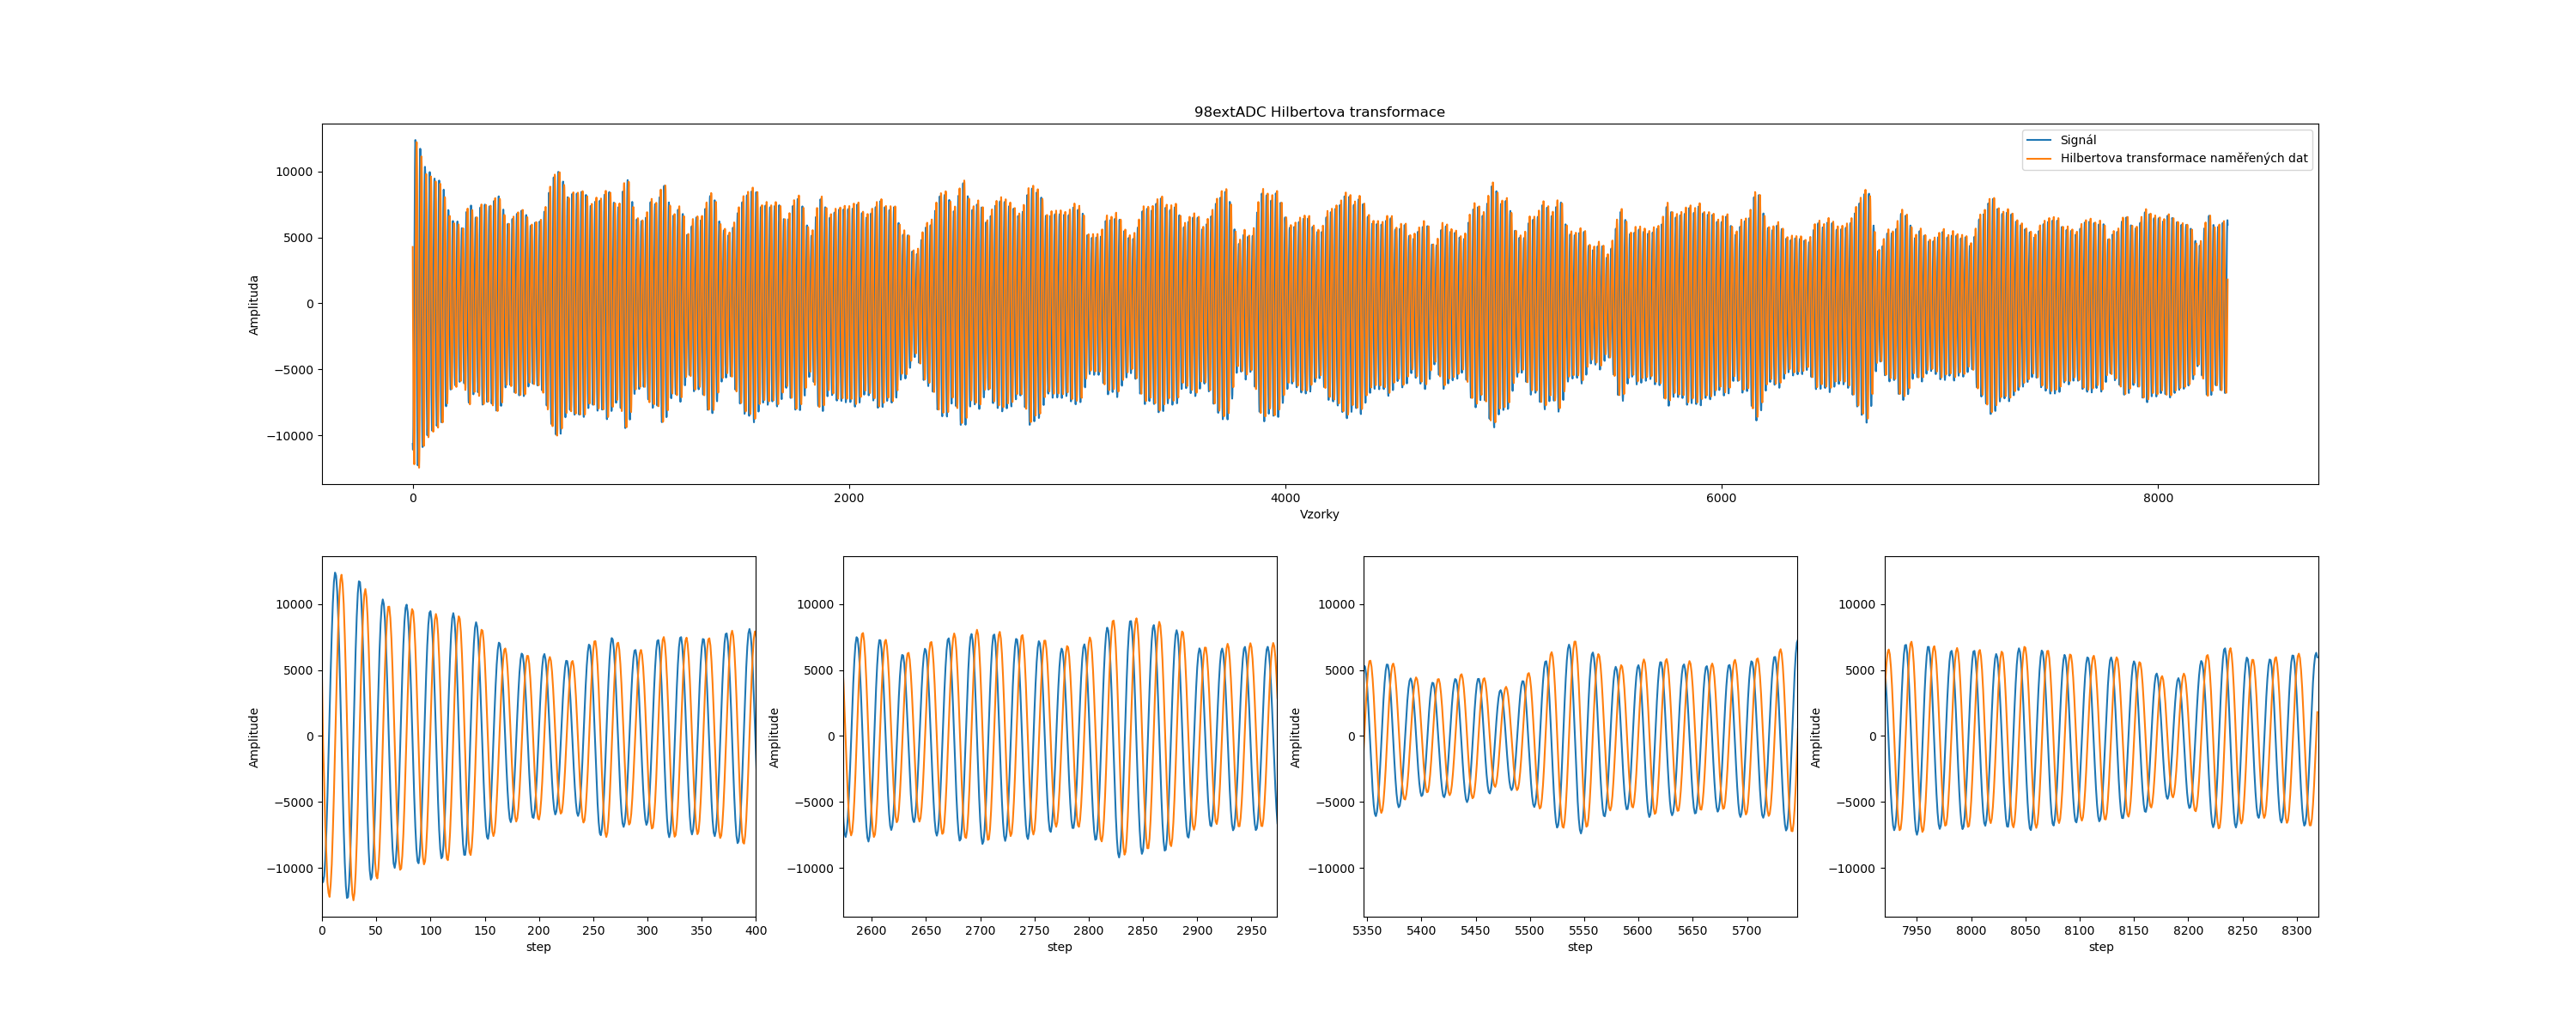 98extADC Hilbertova transformace
Signál
Hilbertova transformace naměřených dat
10000
5000
0
−5000
−10000
Amplituda
0 2000 4000 6000 8000
Vzorky
10000
5000
0
−5000
−10000
Amplitude
0 50 100 150 200 250 300 350 400
step
10000
5000
0
−5000
−10000
Amplitude
2600 2650 2700 2750 2800 2850 2900 2950
step
10000
5000
0
−5000
−10000
Amplitude
5350 5400 5450 5500 5550 5600 5650 5700
step
10000
5000
0
−5000
−10000
Amplitude
7950 8000 8050 8100 8150 8200 8250 8300
step